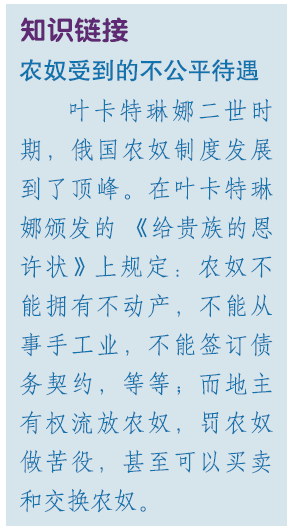 知识链接
农奴受到的不公平待遇
叶卡特琳娜二世时
期，俄国农奴制度发展
到了顶峰。在叶卡特琳
娜颁发的《给贵族的恩
许状》上规定：农奴不
能拥有不动产，不能从
事手工业，不能签订债
务契约，等等；而地主
有权流放农奴，罚农奴
做苦役，甚至可以买卖
和交换农奴。